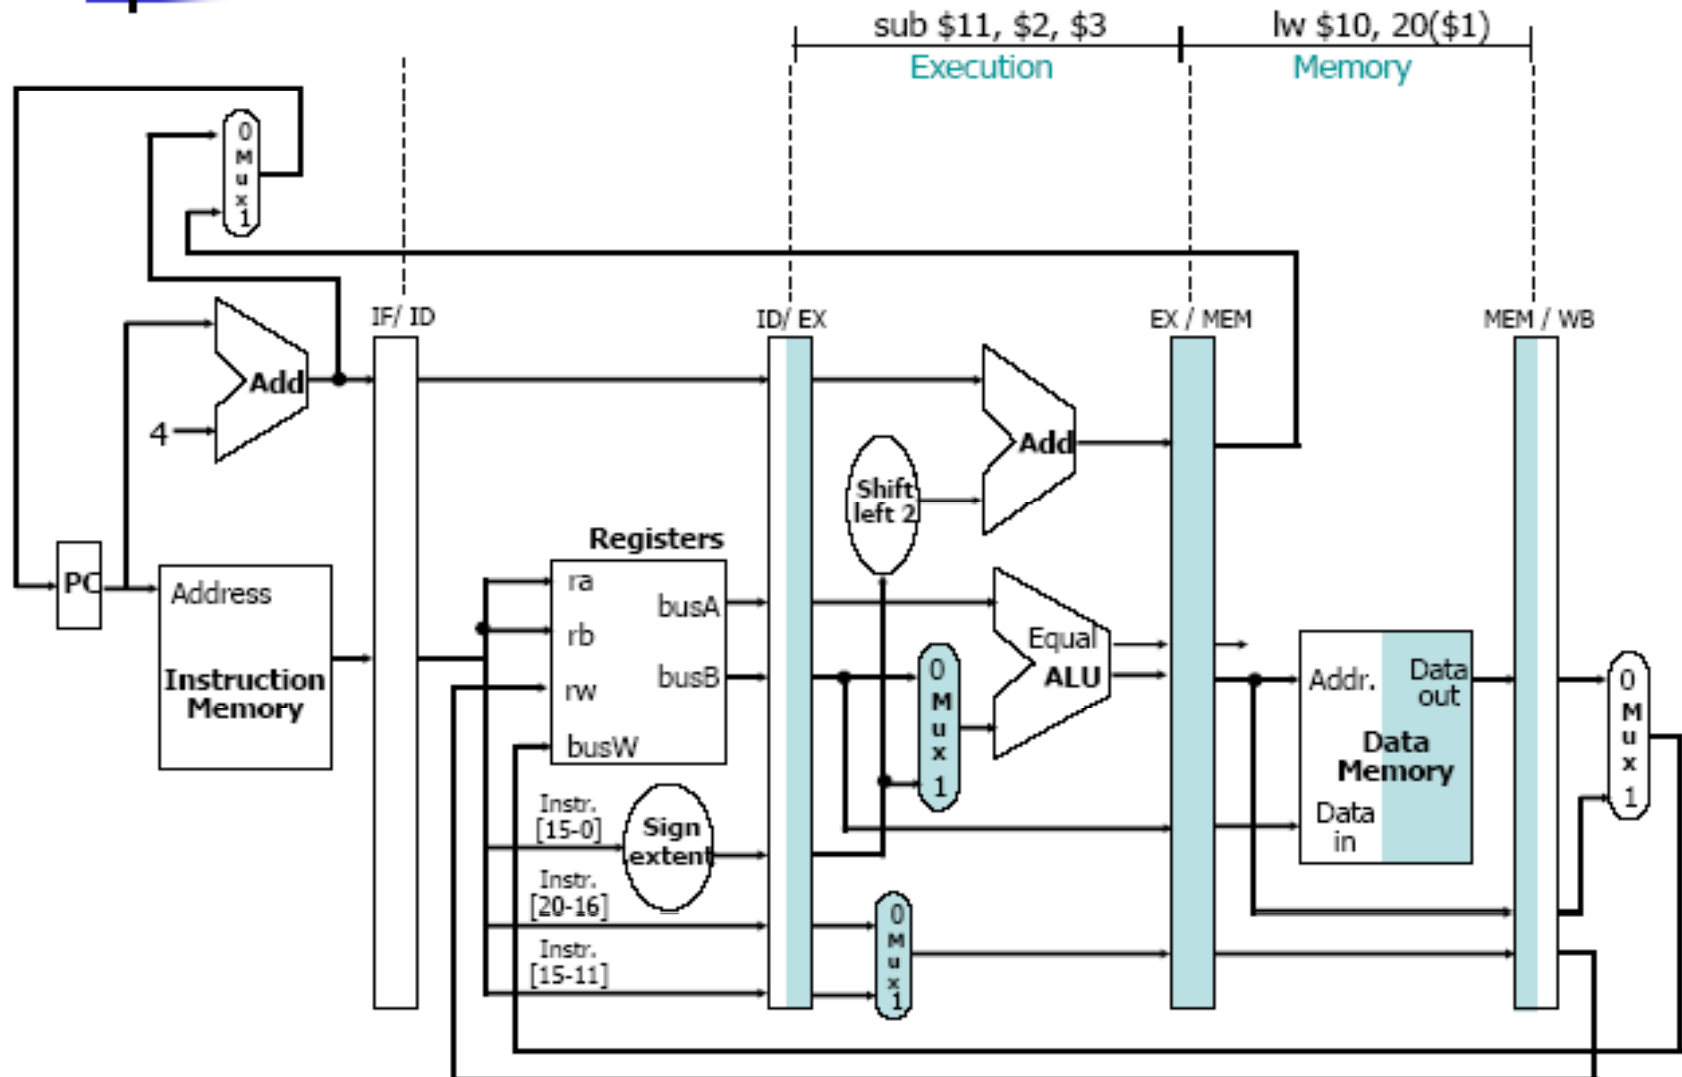 sub $11, $2, $3
lw $10, 20($1)
Execution
Memory
0
M
u
x
1
IF/ ID
ID/ EX
EX / MEM
MEM / WB
Add
4
Add
Shift
left 2
PC
Address
Instruction
Memory
Registers
ra
rb
rw
busW
busA
busB
0
M
u
x
1
Equal
ALU
Addr.
Data
out
Data
Memory
Data
in
0
M
u
x
1
Instr.
[15-0]
Sign
extent
Instr.
[20-16]
Instr.
[15-11]
0
M
u
x
1